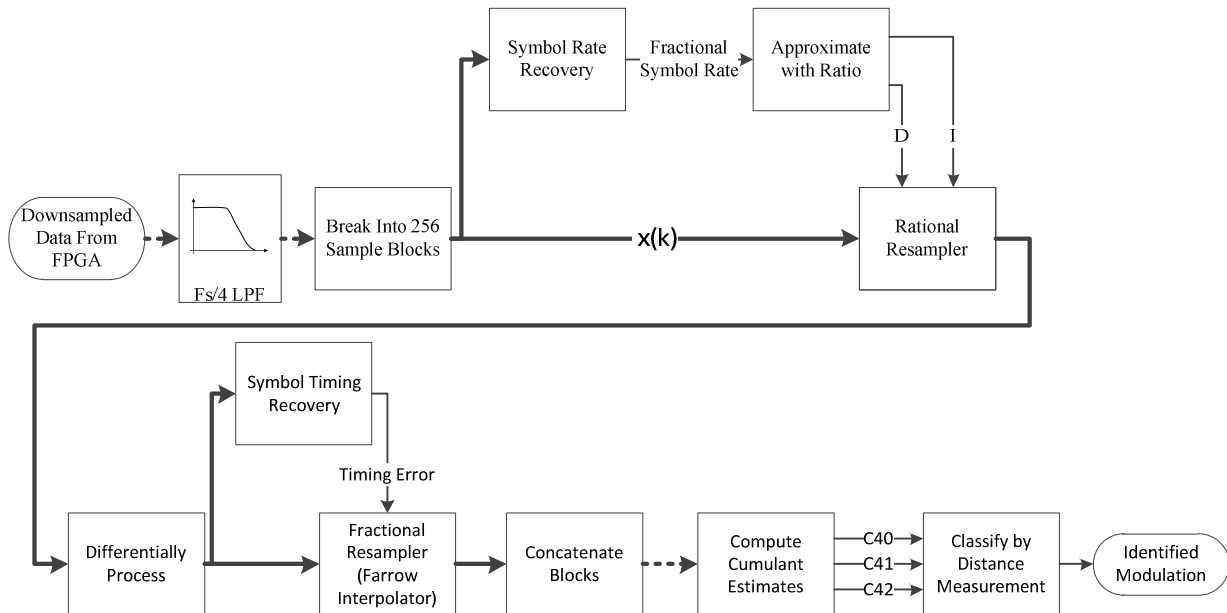 Symbol Rate
Recovery
Fractional
Symbol Rate
Approximate
with Ratio
D
I
Downsampled
Data From
FPGA
Fs/4 LPF
Break Into 256
Sample Blocks
x(k)
Rational
Resampler
Symbol Timing
Recovery
Timing Error
Differentially
Process
Fractional
Resampler
(Farrow
Interpolator)
Concatenate
Blocks
Compute
Cumulant
Estimates
C40
C41
C42
Classify by
Distance
Measurement
Identified
Modulation